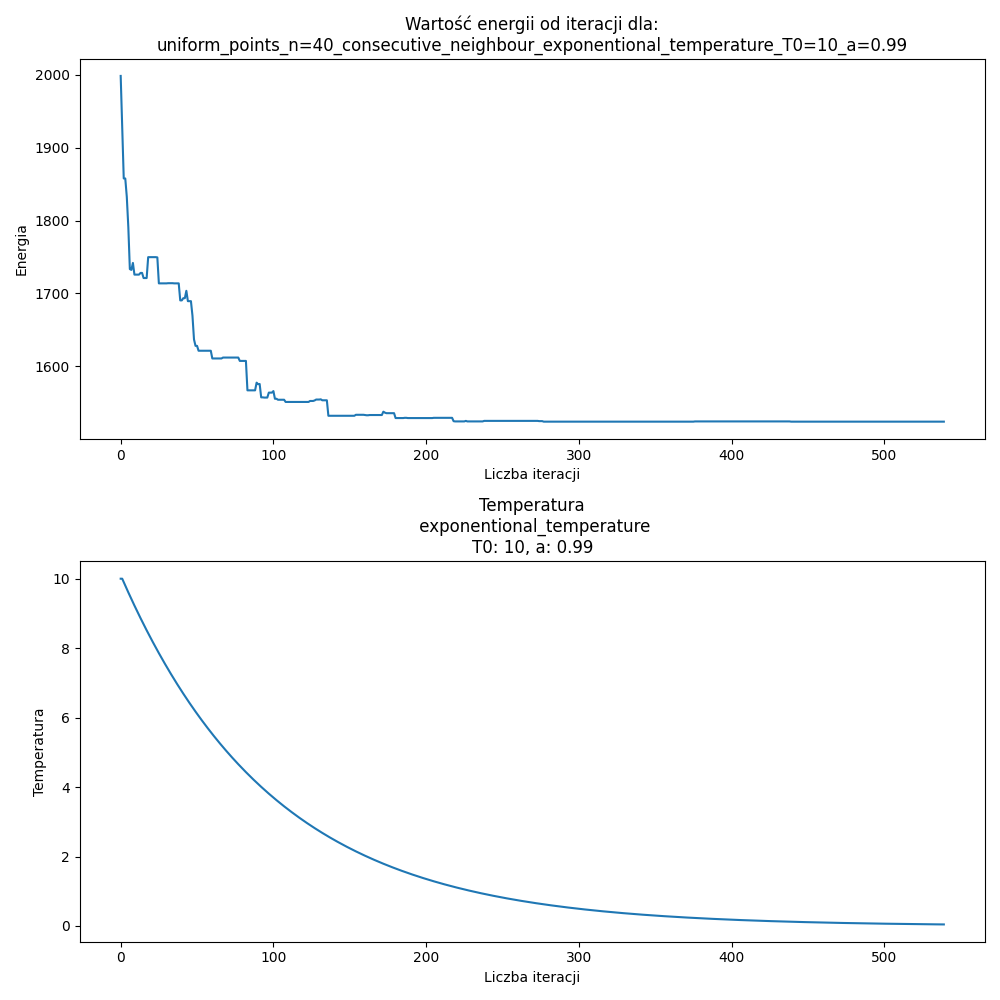 Wartość energii od iteracji dla:
uniform_points_n=40_consecutive_neighbour_exponentional_temperature_T0=10_a=0.99
2000
1900
1800
1700
1600
Energia
0 100 200 300 400 500
Liczba iteracji
Temperatura
exponentional_temperature
T0: 10, a: 0.99
10
8
6
4
2
0
Temperatura
0 100 200 300 400 500
Liczba iteracji